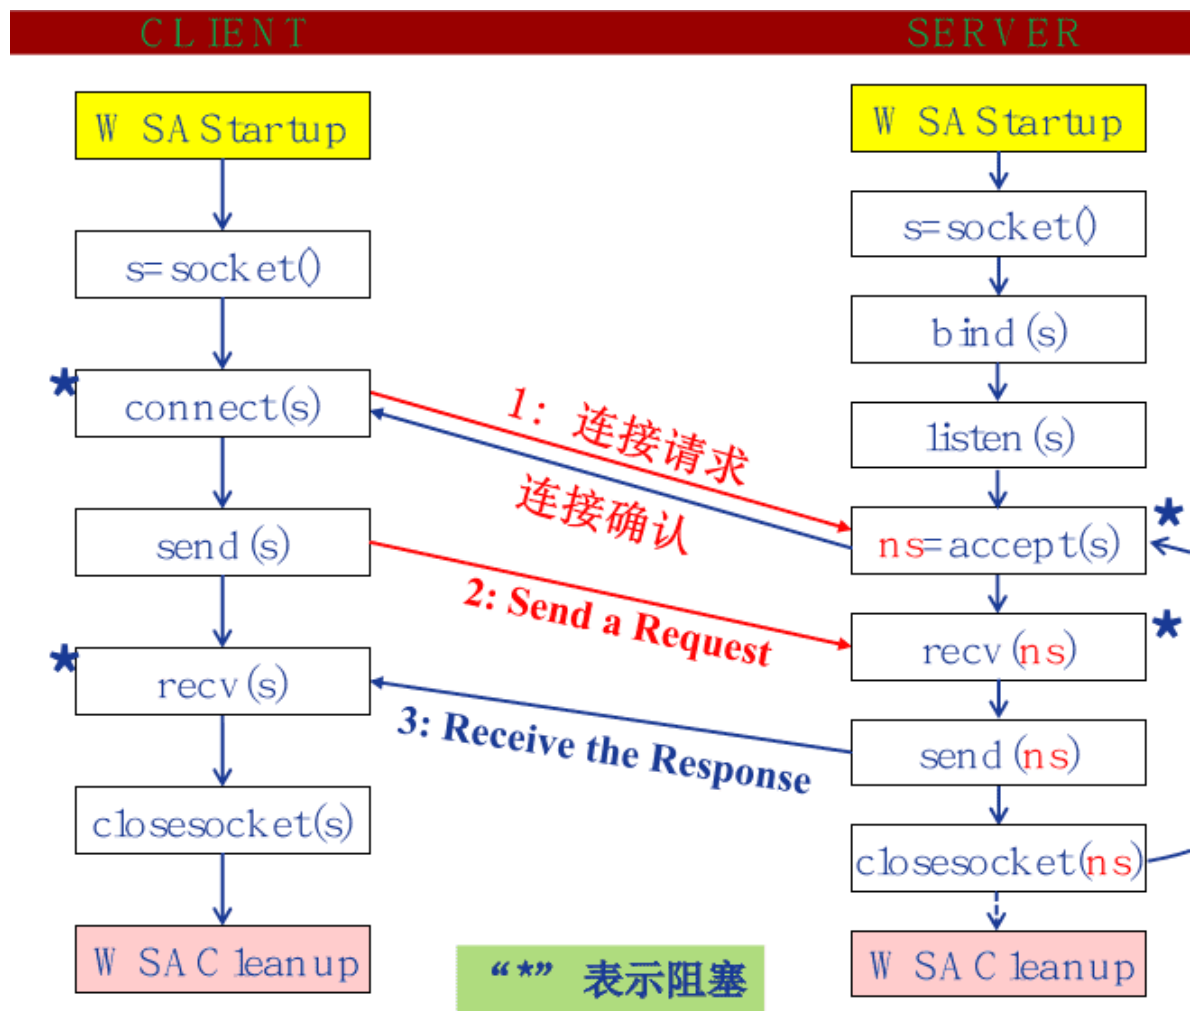 CLIENT
SERVER
WSAStartup
s=socket()
*
connect(s)
send(s)
*
recv(s)
closesocket(s)
WSACleanup
1: 连接请求
连接确认
2: Send a Request
3: Receive the Response
WSAStartup
s=socket()
bind(s)
listen(s)
ns=accept(s)
*
recv(ns)
*
send(ns)
closesocket(ns)
WSACleanup
“*” 表示阻塞